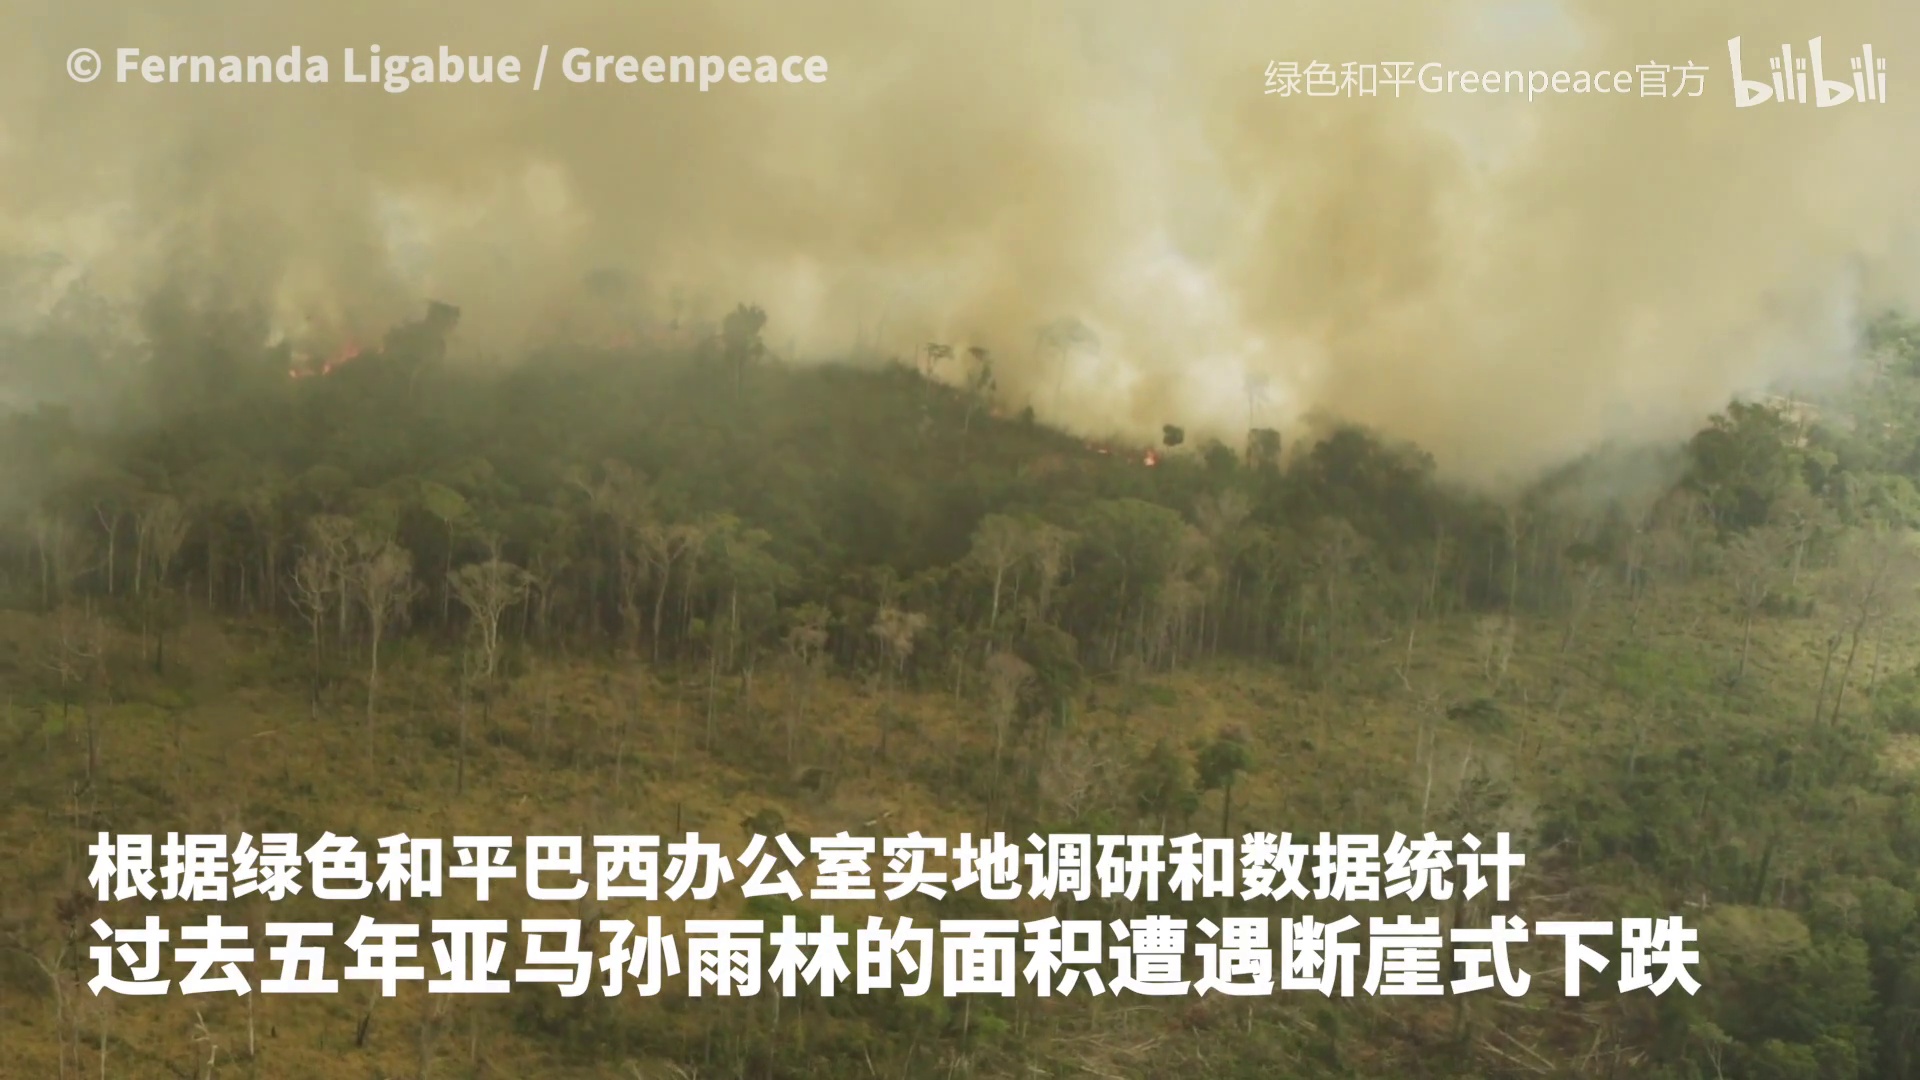 © Fernanda Ligabue / Greenpeace
绿色和平Greenpeace官方 bilibili
根据绿色和平巴西办公室实地调研和数据统计
过去五年亚马孙雨林的面积遭遇断崖式下跌